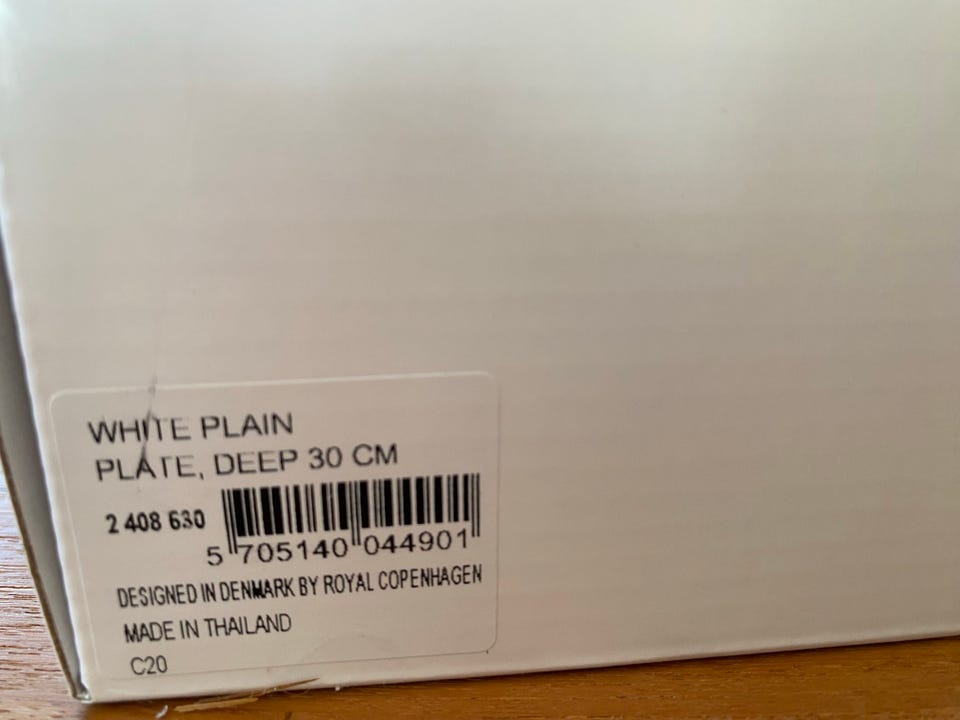 WHITE PLAIN
PLATE, DEEP 30 CM
2 408 630
5 705140 044901
DESIGNED IN DENMARK BY ROYAL COPENHAGEN
MADE IN THAILAND
C20